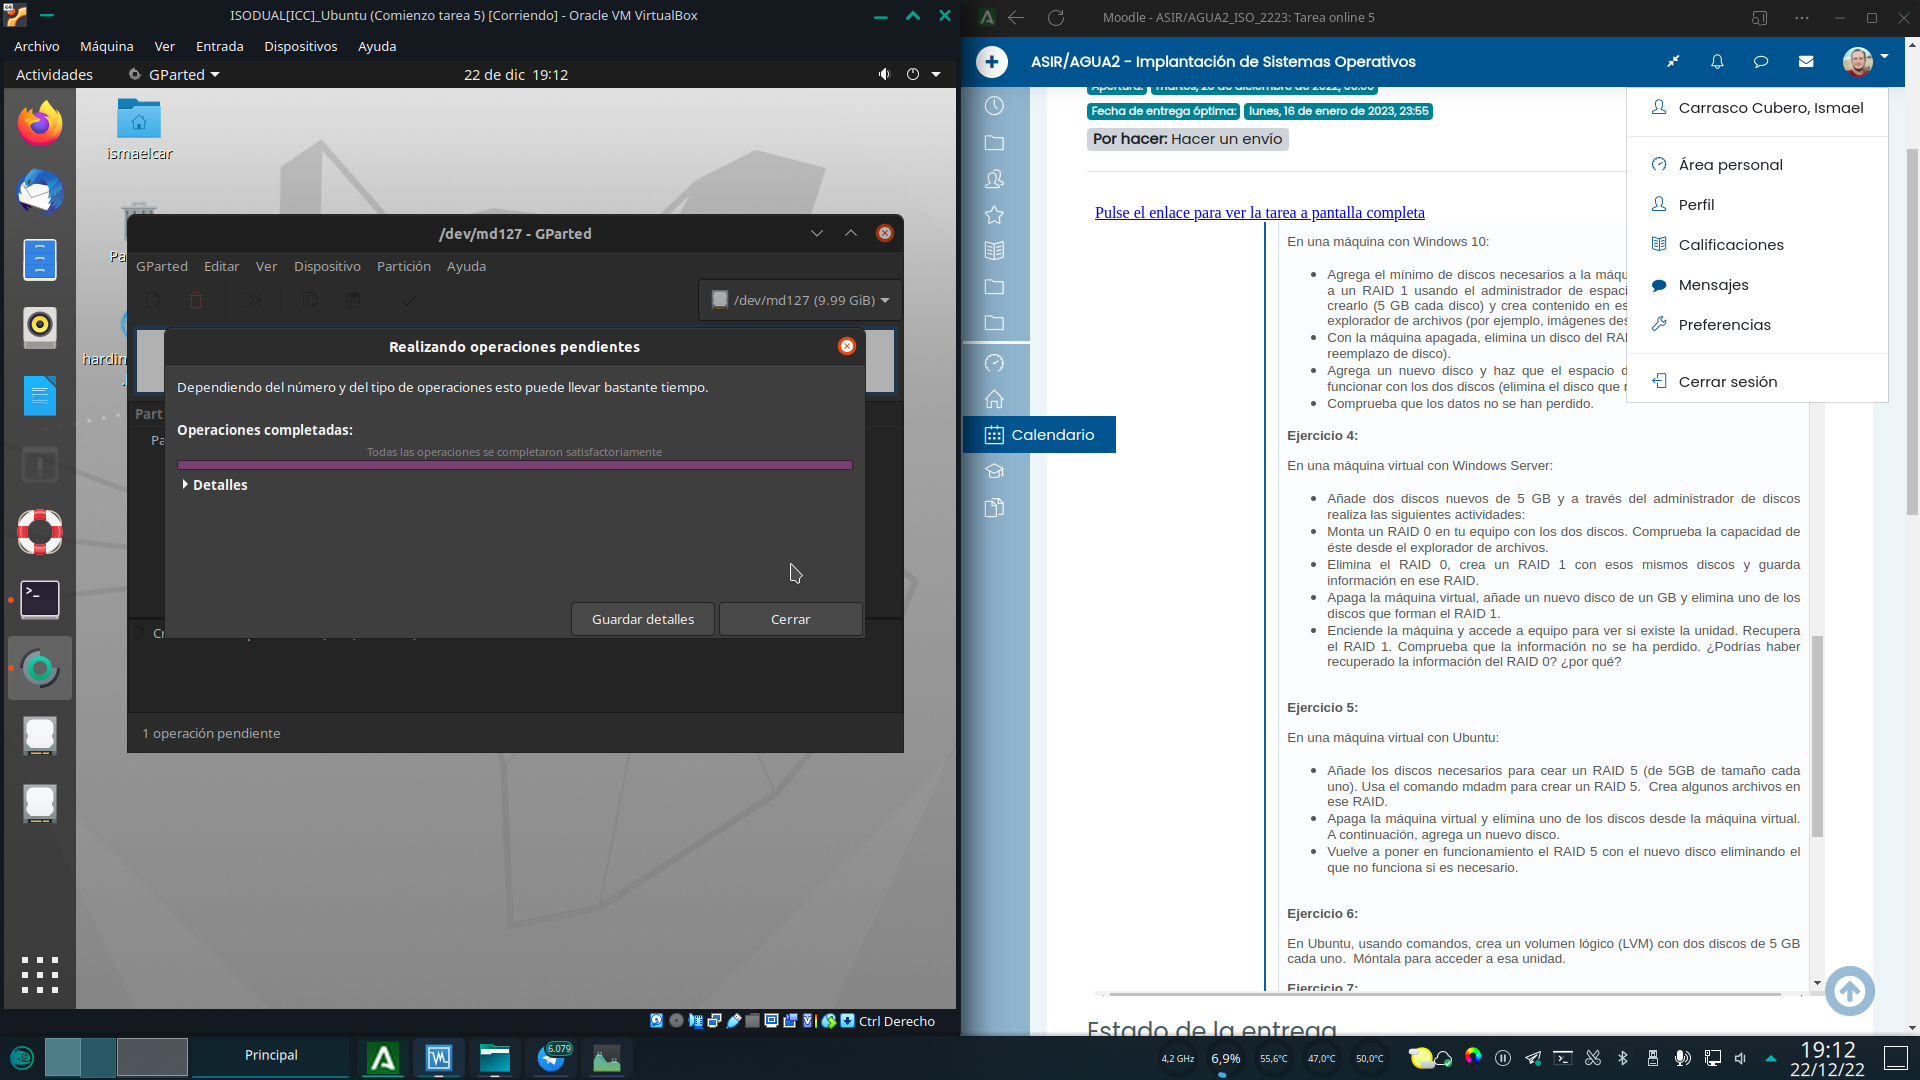 ISODUAL[ICC]_Ubuntu (Comienzo tarea 5) [Corriendo] - Oracle VM VirtualBox
Archivo Máquina Ver Entrada Dispositivos Ayuda
Actividades GParted 22 de dic 19:12
ismaelcar
/dev/md127 - GParted
GParted Editar Ver Dispositivo Partición Ayuda
/dev/md127 (9.99 GiB)
Realizando operaciones pendientes
Dependiendo del número y del tipo de operaciones esto puede llevar bastante tiempo.
Operaciones completadas:
Todas las operaciones se completaron satisfactoriamente
Detalles
Guardar detalles Cerrar
1 operación pendiente
Ctrl Derecho
Moodle - ASIR/AGUA2_ISO_2223: Tarea online 5
ASIR/AGUA2 - Implantación de Sistemas Operativos
Fecha de entrega óptima: lunes, 16 de enero de 2023, 23:55
Por hacer: Hacer un envío
Carrasco Cubero, Ismael
Área personal
Perfil
Calificaciones
Mensajes
Preferencias
Cerrar sesión
Calendario
Pulse el enlace para ver la tarea a pantalla completa
En una máquina con Windows 10:
Agrega el mínimo de discos necesarios a la
a un RAID 1 usando el administrador de
crearlo (5 GB cada disco) y crea contenido en
explorador de archivos (por ejemplo, imágenes
Con la máquina apagada, elimina un disco del
reemplazo de disco).
Agrega un nuevo disco y haz que el espacio
funcionar con los dos discos (elimina el disco que
Comprueba que los datos no se han perdido.
Ejercicio 4:
En una máquina virtual con Windows Server:
Añade dos discos nuevos de 5 GB y a través del administrador de discos
realiza las siguientes actividades:
Monta un RAID 0 en tu equipo con los dos discos. Comprueba la capacidad de
éste desde el explorador de archivos.
Elimina el RAID 0, crea un RAID 1 con esos mismos discos y guarda
información en ese RAID.
Apaga la máquina virtual, añade un nuevo disco de un GB y elimina uno de los
discos que forman el RAID 1.
Enciende la máquina y accede a equipo para ver si existe la unidad. Recupera
el RAID 1. Comprueba que la información no se ha perdido. ¿Podrías haber
recuperado la información del RAID 0? ¿por qué?
Ejercicio 5:
En una máquina virtual con Ubuntu:
Añade los discos necesarios para cear un RAID 5 (de 5GB de tamaño cada
uno). Usa el comando mdadm para crear un RAID 5. Crea algunos archivos en
ese RAID.
Apaga la máquina virtual y elimina uno de los discos desde la máquina virtual.
A continuación, agrega un nuevo disco.
Vuelve a poner en funcionamiento el RAID 5 con el nuevo disco eliminando el
que no funciona si es necesario.
Ejercicio 6:
En Ubuntu, usando comandos, crea un volumen lógico (LVM) con dos discos de 5 GB
cada uno. Móntala para acceder a esa unidad.
Ejercicio 7:
Estado de la entrega
Principal
6.079
4,2 GHz 6,9% 55,6°C 47,0°C 50,0°C
19:12
22/12/22